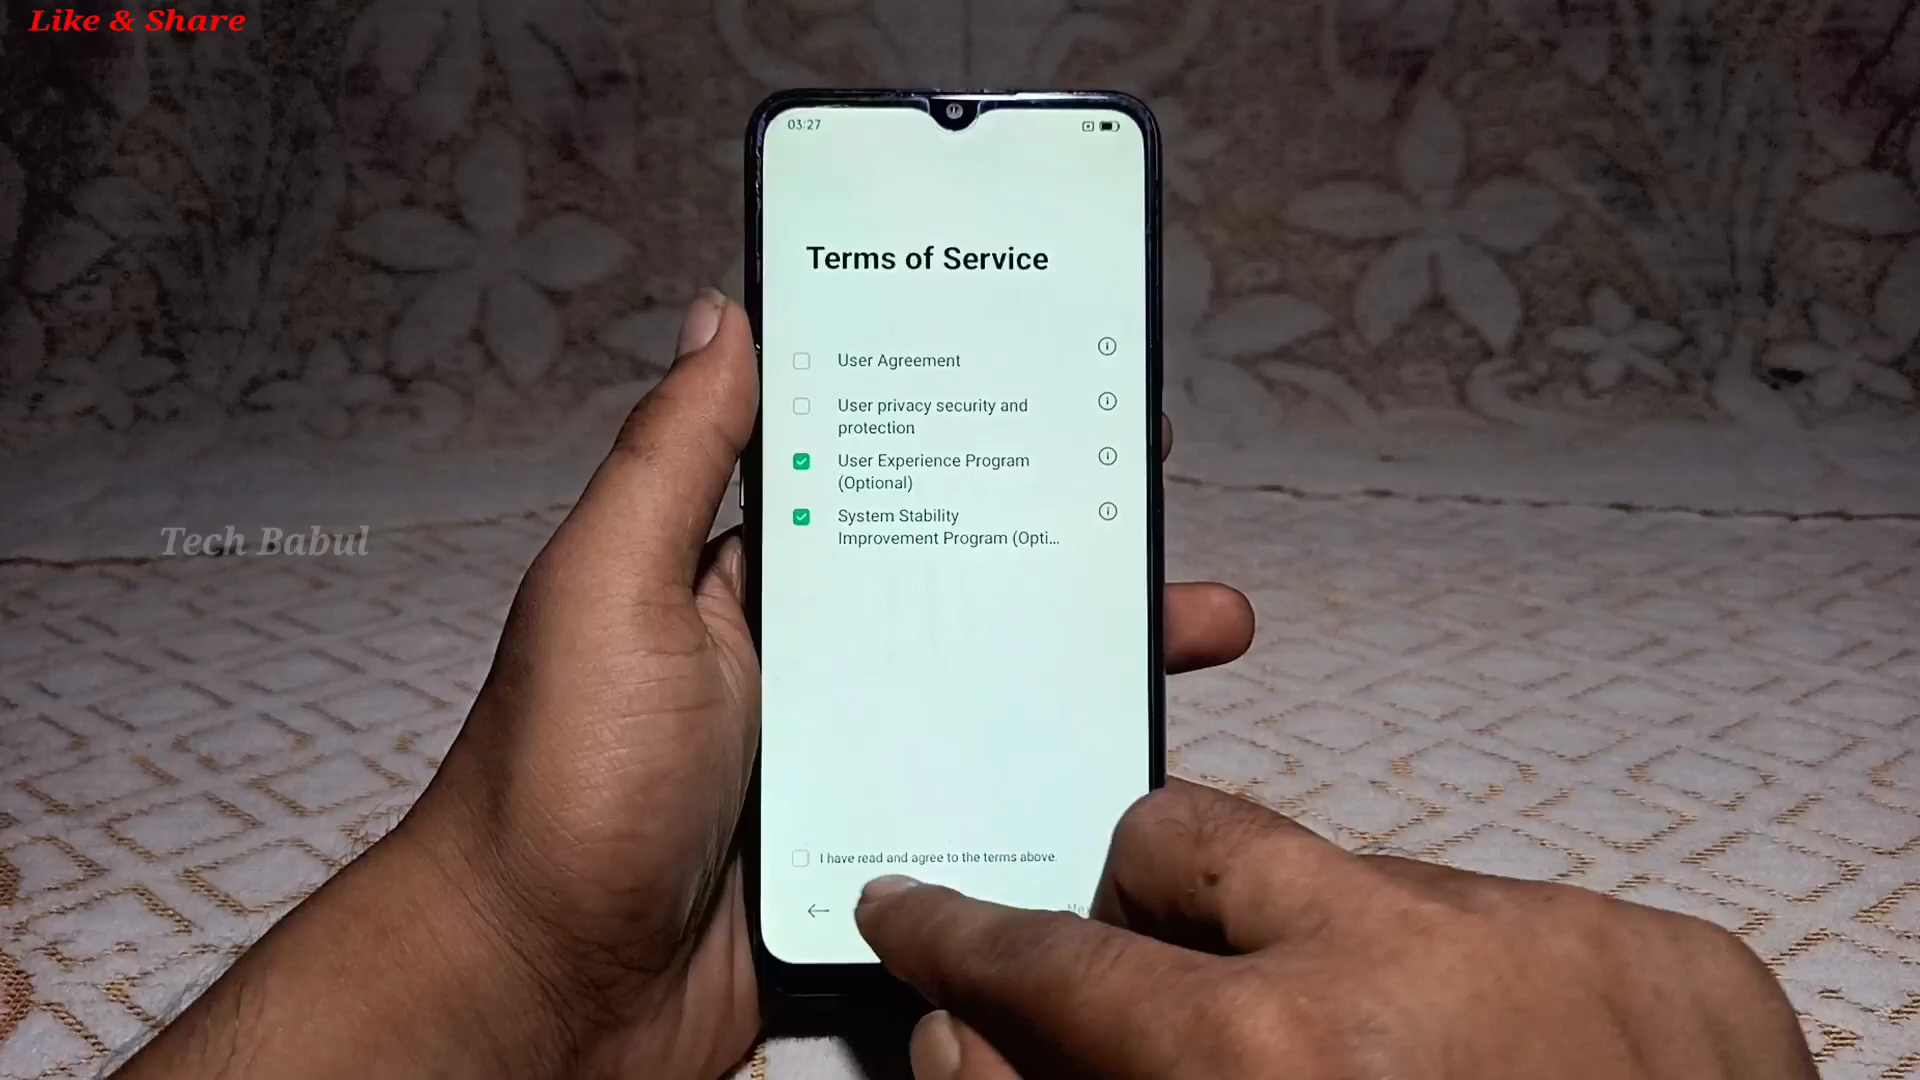 Like & Share
03:27
Terms of Service
User Agreement
User privacy security and
protection
User Experience Program
(Optional)
System Stability
Improvement Program (Opti...
Tech Babul
I have read and agree to the terms above.